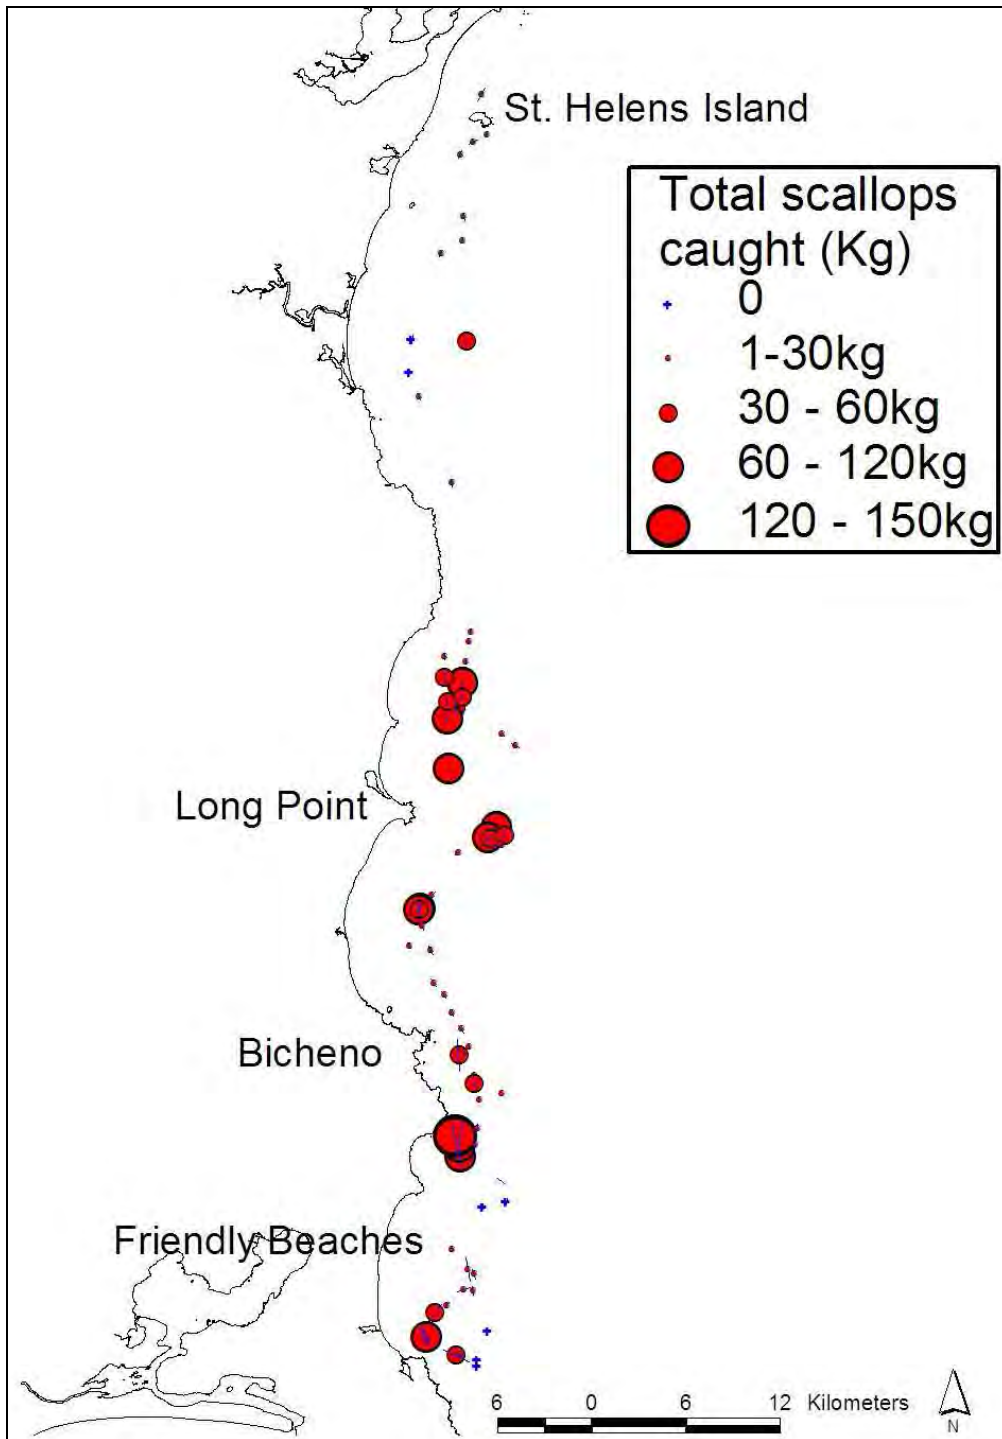 St. Helens Island
Total scallops
caught (Kg)
0
1-30kg
30 - 60kg
60 - 120kg
120 - 150kg
Long Point
Bicheno
Friendly Beaches
6 0 6 12 Kilometers
N